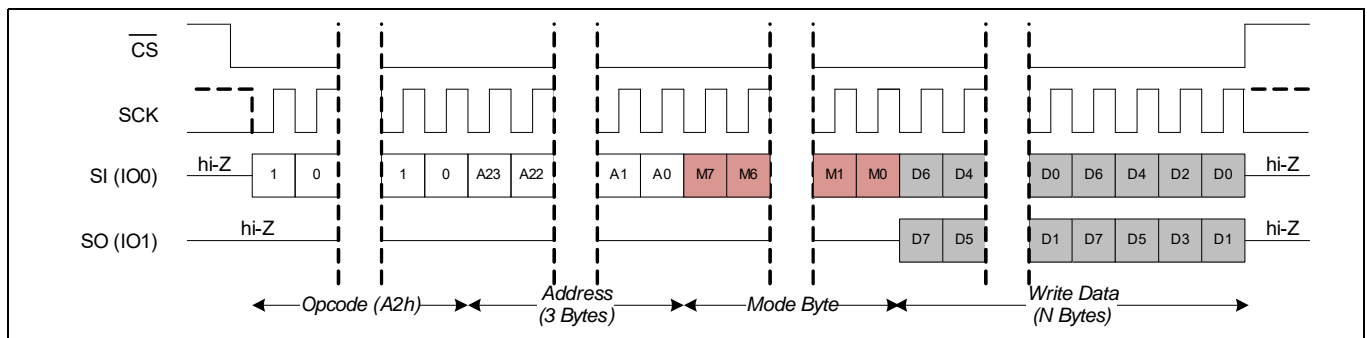 CS
SCK
SI (IO0) hi-Z 1 0 1 0 A23 A22 A1 A0 M7 M6 M1 M0 D6 D4 D0 D6 D4 D2 D0 hi-Z
SO (IO1) hi-Z D7 D5 D1 D7 D5 D3 D1 hi-Z
Opcode (A2h) Address Mode Byte Write Data
(3 Bytes) (N Bytes)